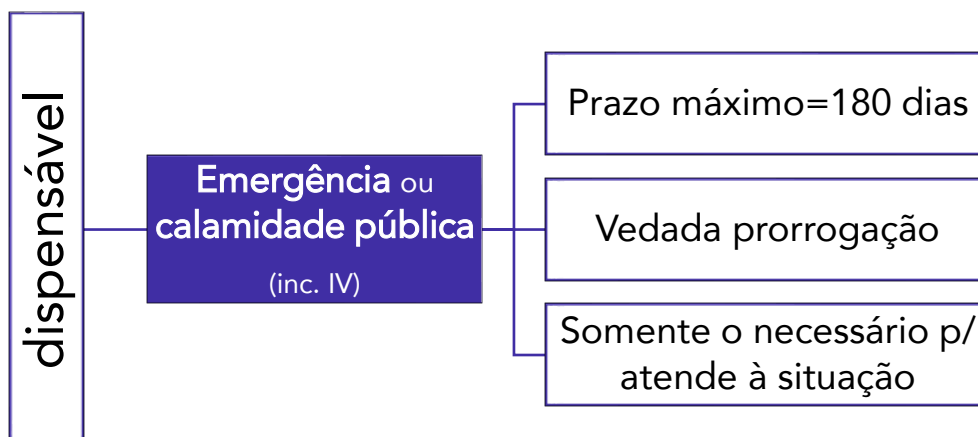 dispensável
Emergência ou
calamidade pública
(inc. IV)
Prazo máximo=180 dias
Vedada prorrogação
Somente o necessário p/
atende à situação